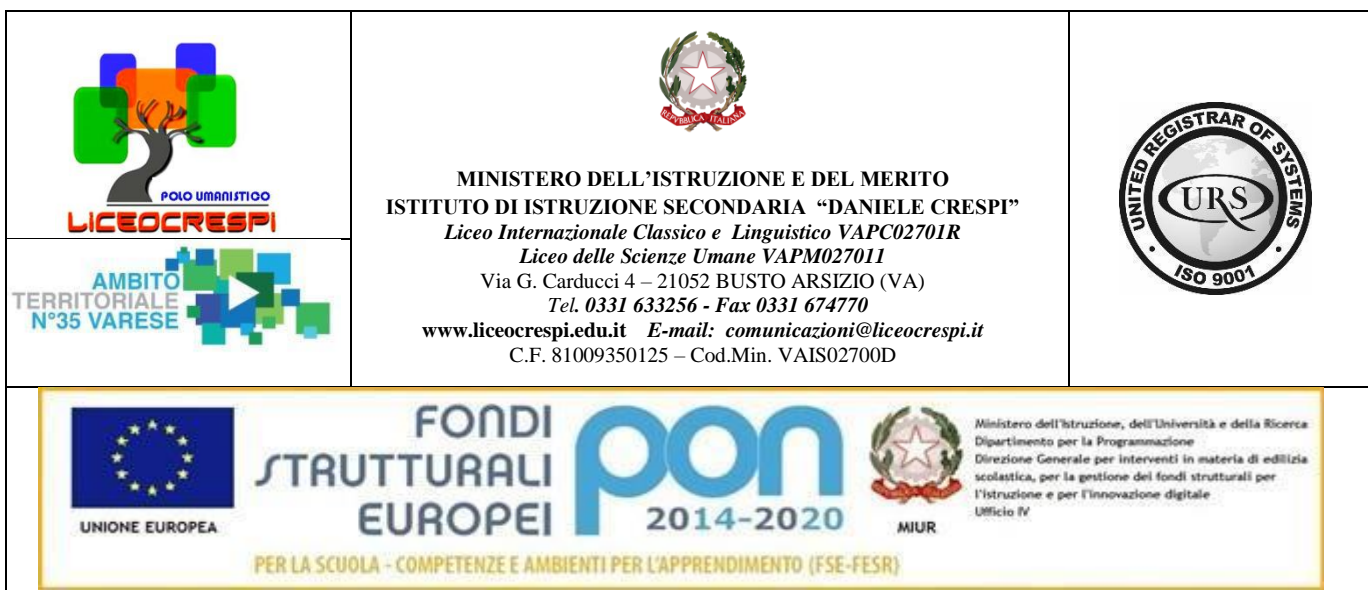 POLO UMANISTICO
LICEOCRESPI
AMBITO
TERRITORIALE
N°35 VARESE
REPVBBLICA ITALIANA
MINISTERO DELL’ISTRUZIONE E DEL MERITO
ISTITUTO DI ISTRUZIONE SECONDARIA “DANIELE CRESPI”
Liceo Internazionale Classico e Linguistico VAPC02701R
Liceo delle Scienze Umane VAPM027011
Via G. Carducci 4 – 21052 BUSTO ARSIZIO (VA)
Tel. 0331 633256 - Fax 0331 674770
www.liceocrespi.edu.it E-mail: comunicazioni@liceocrespi.it
C.F. 81009350125 – Cod.Min. VAIS02700D
UNITED REGISTRAR OF SYSTEMS
URS
ISO 9001
UNIONE EUROPEA
FONDI
STRUTTURALI
EUROPEI
pon
2014-2020
MIUR
Ministero dell'Istruzione, dell'Università e della Ricerca
Dipartimento per la Programmazione
Direzione Generale per interventi in materia di edilizia
scolastica, per la gestione dei fondi strutturali per
l'istruzione e per l'innovazione digitale
Ufficio IV
PER LA SCUOLA - COMPETENZE E AMBIENTI PER L'APPRENDIMENTO (FSE-FESR)